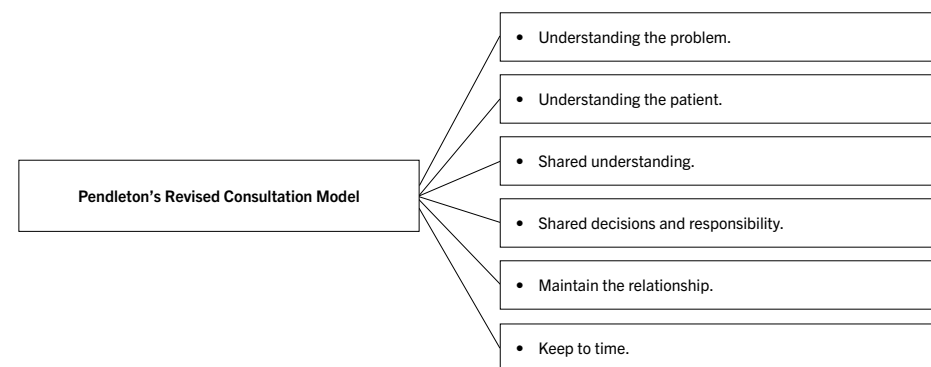 Pendleton’s Revised Consultation Model
• Understanding the problem.
• Understanding the patient.
• Shared understanding.
• Shared decisions and responsibility.
• Maintain the relationship.
• Keep to time.